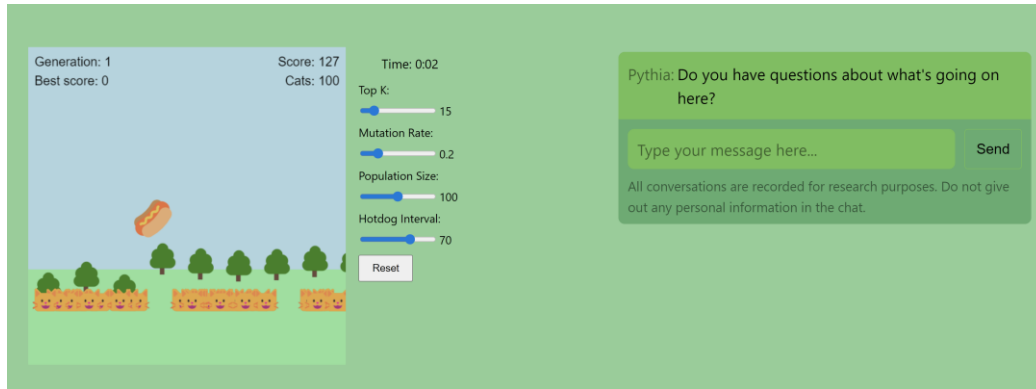 Generation: 1
Score: 127
Best score: 0
Cats: 100
Time: 0:02
Top K:
15
Mutation Rate:
0.2
Population Size:
100
Hotdog Interval:
70
Reset
Pythia: Do you have questions about what's going on
here?
Type your message here...
Send
All conversations are recorded for research purposes. Do not give
out any personal information in the chat.